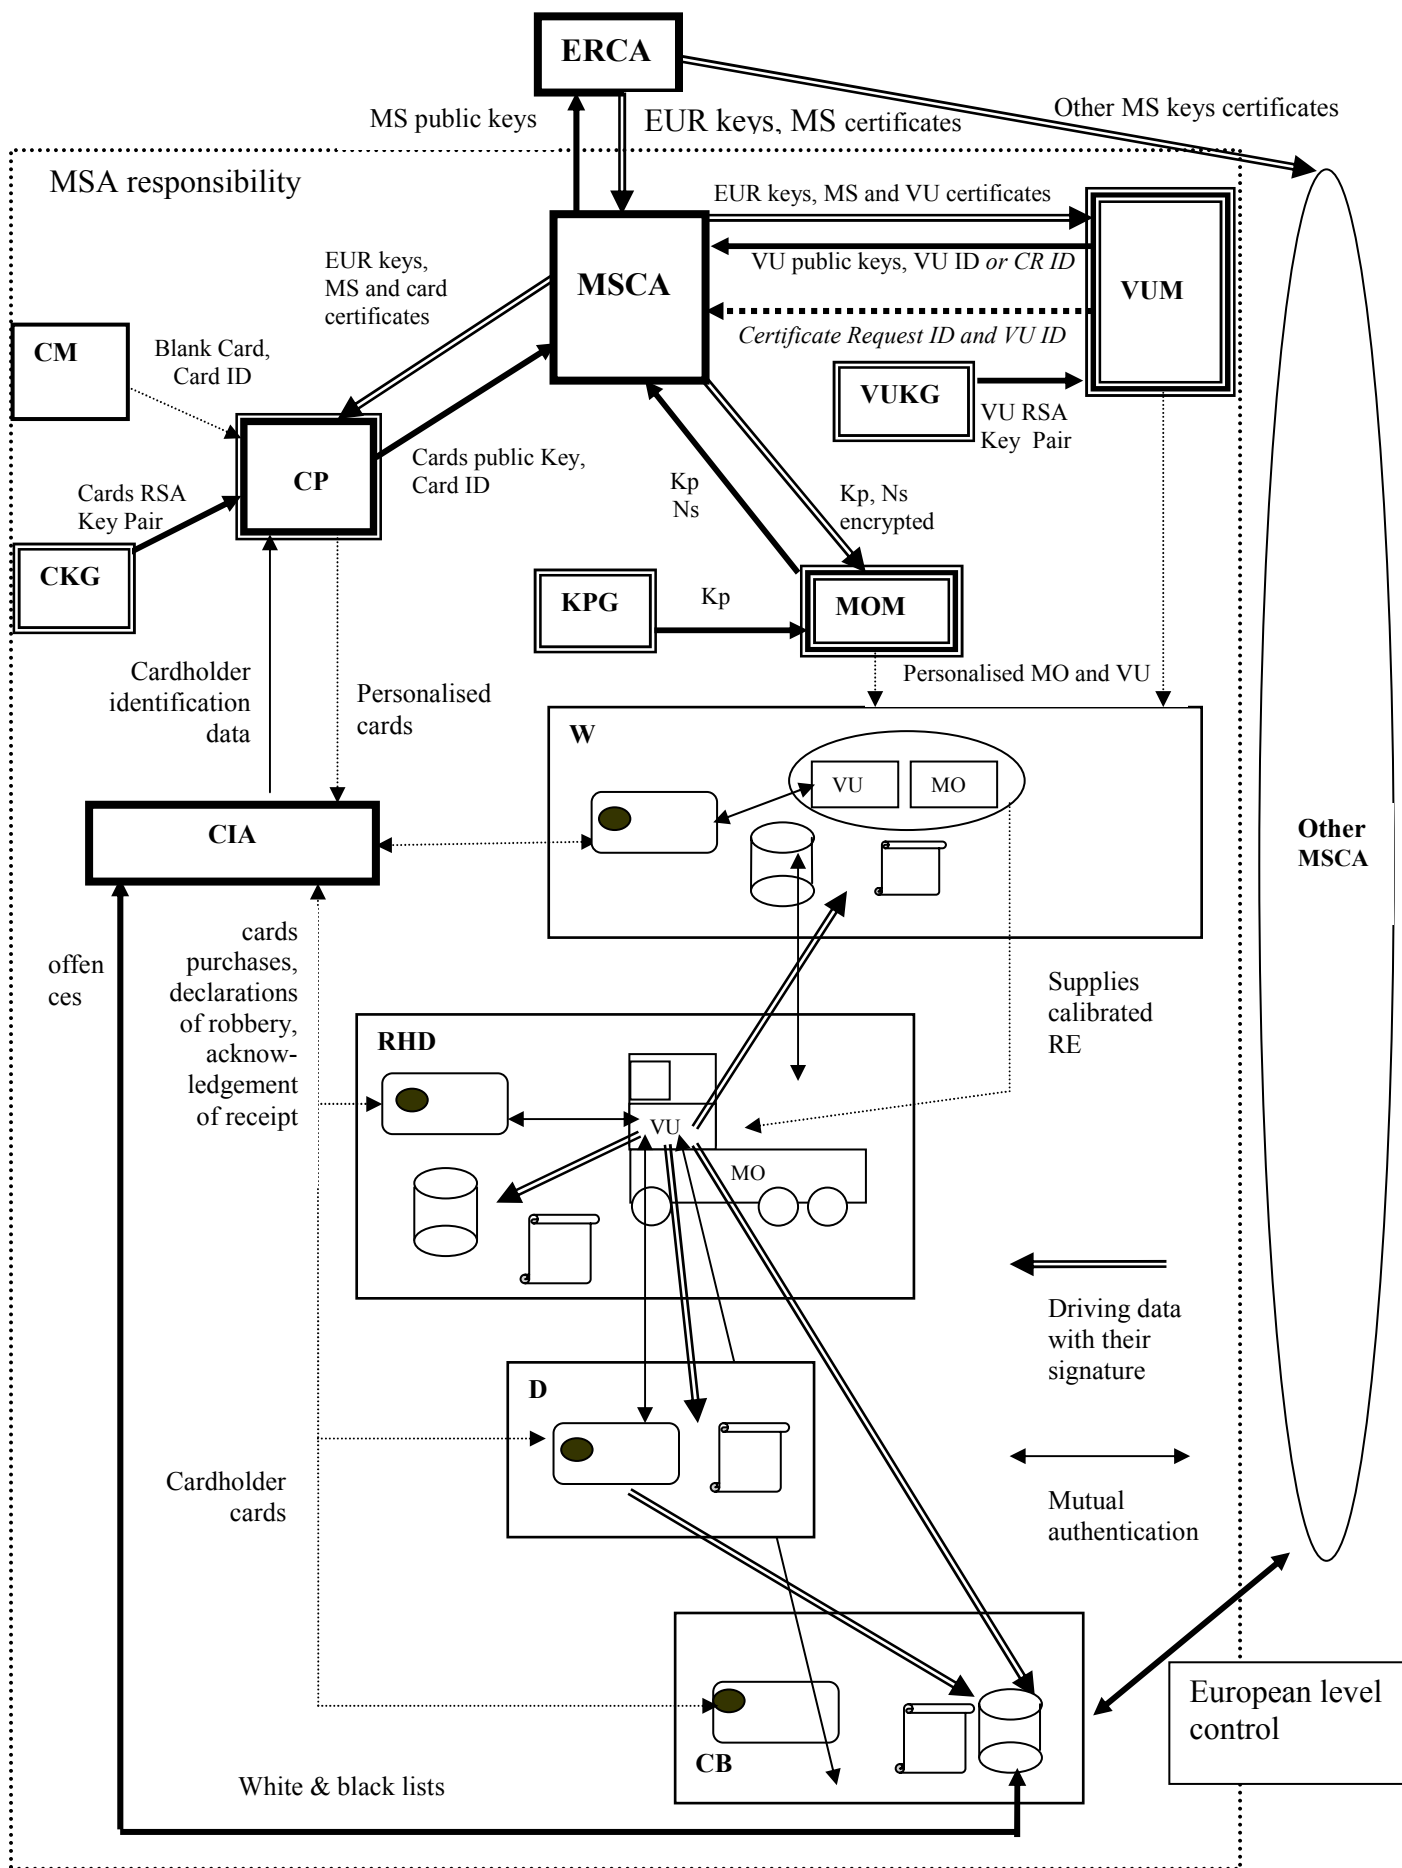 ERCA
MS public keys
EUR keys, MS certificates
Other MS keys certificates
MSA responsibility
EUR keys, MS and VU certificates
VU public keys, VU ID or CR ID
Certificate Request ID and VU ID
MSCA
VUM
EUR keys,
MS and card
certificates
CM
Blank Card,
Card ID
VUKG
VU RSA
Key Pair
CP
Cards public Key,
Card ID
Cards RSA
Key Pair
CKG
Kp
Ns
Kp, Ns
encrypted
KPG
Kp
MOM
Cardholder
identification
data
Personalised
cards
Personalised MO and VU
W
VU
MO
CIA
Other
MSCA
offen
ces
cards
purchases,
declarations
of robbery,
acknow-
ledgement
of receipt
Supplies
calibrated
RE
RHD
VU
MO
Driving data
with their
signature
D
Cardholder
cards
Mutual
authentication
CB
European level
control
White & black lists